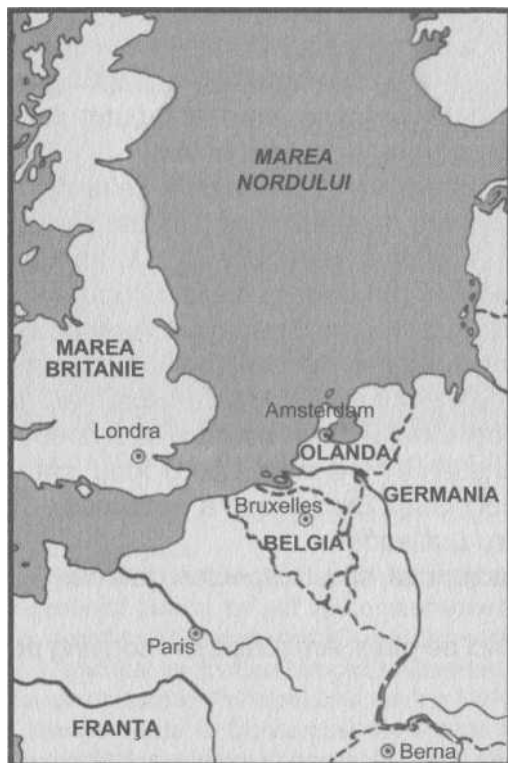 MAREA
NORDULUI
MAREA
BRITANIE
Amsterdam
Londra
OLANDA
GERMANIA
Bruxelles
BELGIA
Paris
FRANŢA
Berna